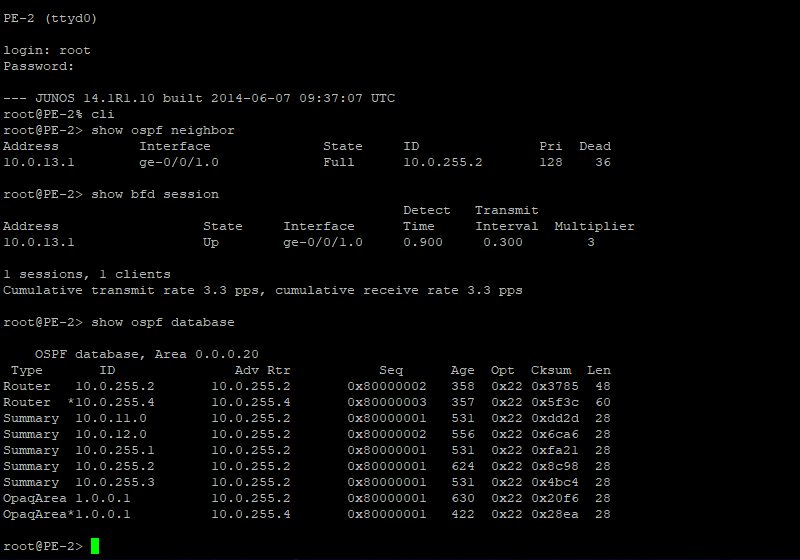 PE-2 (ttyd0)
login: root
Password:
--- JUNOS 14.1R1.10 built 2014-06-07 09:37:07 UTC
root@PE-2% cli
root@PE-2> show ospf neighbor
Address          Interface              State     ID               Pri  Dead
10.0.13.1        ge-0/0/1.0             Full      10.0.255.2       128    36
root@PE-2> show bfd session
                                                  Detect   Transmit
Address                  State     Interface      Time     Interval  Multiplier
10.0.13.1                Up        ge-0/0/1.0     0.900     0.300        3
1 sessions, 1 clients
Cumulative transmit rate 3.3 pps, cumulative receive rate 3.3 pps
root@PE-2> show ospf database
    OSPF database, Area 0.0.0.20
 Type       ID               Adv Rtr           Seq      Age  Opt  Cksum  Len
Router   10.0.255.2       10.0.255.2       0x80000002   358  0x22 0x3785  48
Router  *10.0.255.4       10.0.255.4       0x80000003   357  0x22 0x5f3c  60
Summary  10.0.11.0        10.0.255.2       0x80000001   531  0x22 0xdd2d  28
Summary  10.0.12.0        10.0.255.2       0x80000002   556  0x22 0x6ca6  28
Summary  10.0.255.1       10.0.255.2       0x80000001   531  0x22 0xfa21  28
Summary  10.0.255.2       10.0.255.2       0x80000001   624  0x22 0x8c98  28
Summary  10.0.255.3       10.0.255.2       0x80000001   531  0x22 0x4bc4  28
OpaqArea 1.0.0.1          10.0.255.2       0x80000001   630  0x22 0x20f6  28
OpaqArea*1.0.0.1          10.0.255.4       0x80000001   422  0x22 0x28ea  28
root@PE-2>